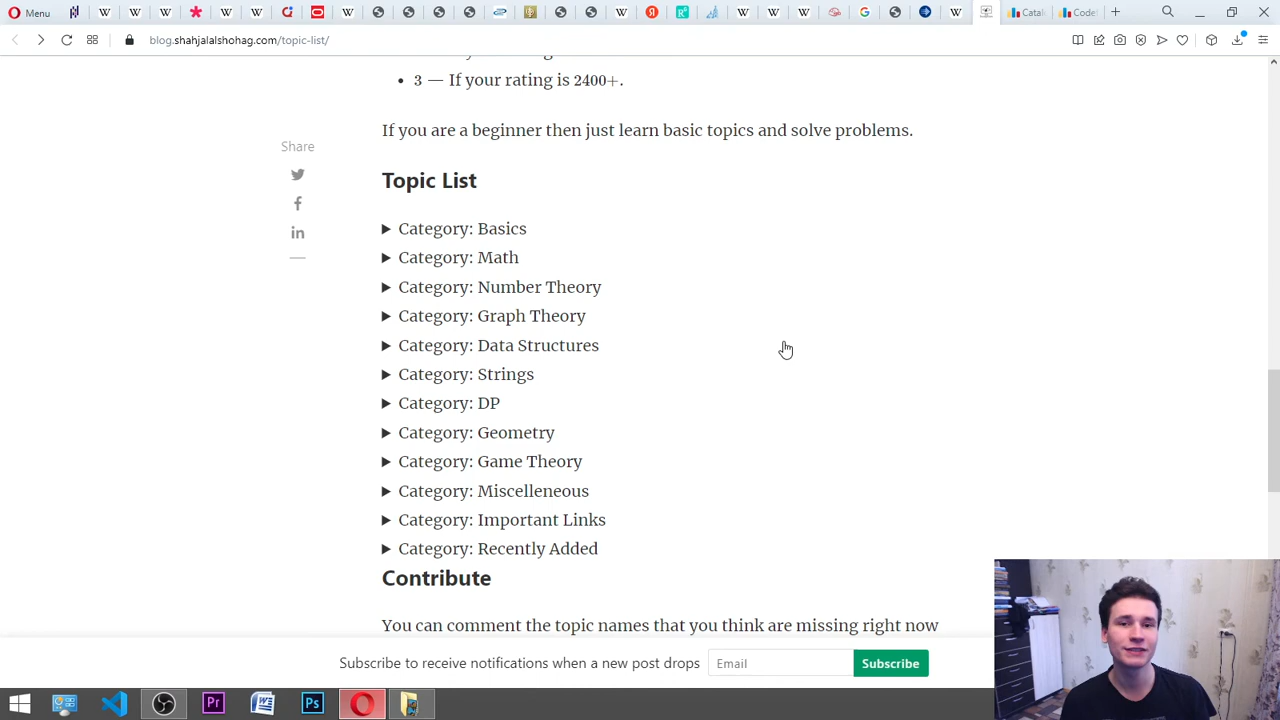 Menu
Catal
Codef
blog.shahjalalshohag.com/topic-list/
• 3 — If your rating is 2400+.
If you are a beginner then just learn basic topics and solve problems.
Share
Topic List
Category: Basics
Category: Math
Category: Number Theory
Category: Graph Theory
Category: Data Structures
Category: Strings
Category: DP
Category: Geometry
Category: Game Theory
Category: Miscelleneous
Category: Important Links
Category: Recently Added
Contribute
You can comment the topic names that you think are missing right now
Subscribe to receive notifications when a new post drops
Email
Subscribe